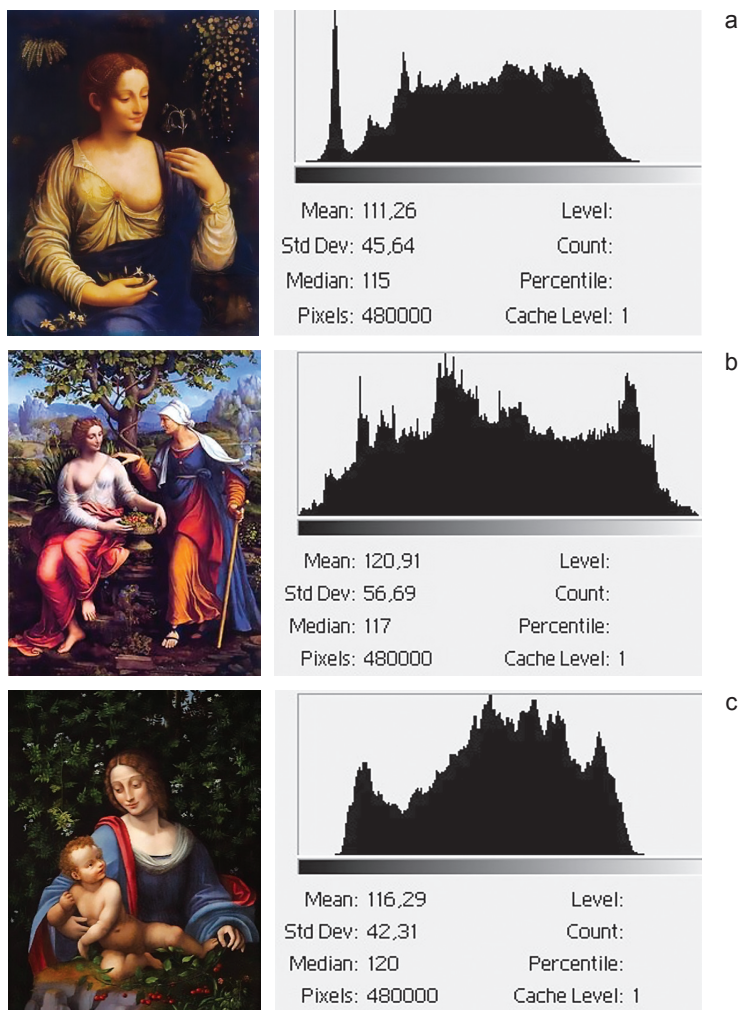 a
Mean: 111,26 Level:
Std Dev: 45,64 Count:
Median: 115 Percentile:
Pixels: 480000 Cache Level: 1
b
Mean: 120,91 Level:
Std Dev: 56,69 Count:
Median: 117 Percentile:
Pixels: 480000 Cache Level: 1
c
Mean: 116,29 Level:
Std Dev: 42,31 Count:
Median: 120 Percentile:
Pixels: 480000 Cache Level: 1